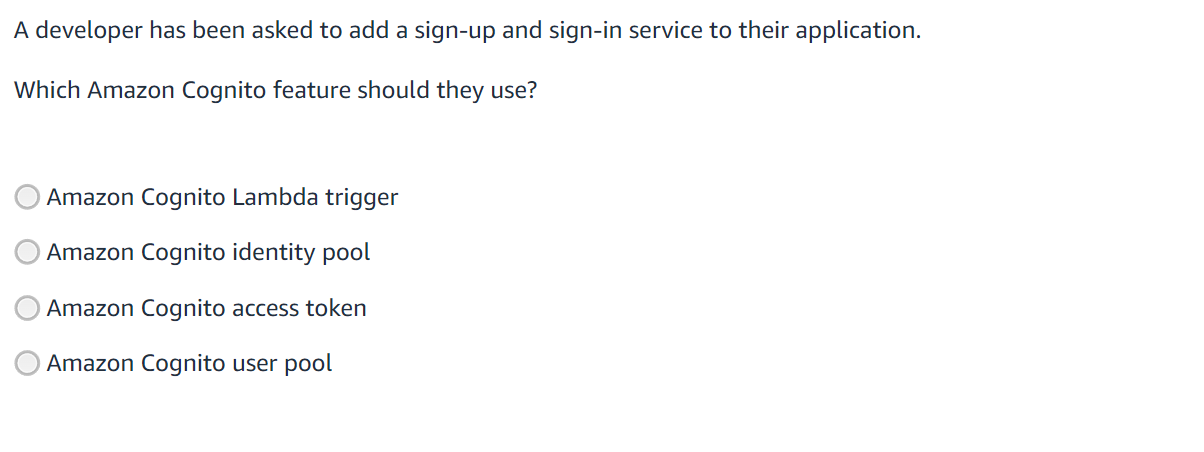 A developer has been asked to add a sign-up and sign-in service to their application.
Which Amazon Cognito feature should they use?
Amazon Cognito Lambda trigger
Amazon Cognito identity pool
Amazon Cognito access token
Amazon Cognito user pool